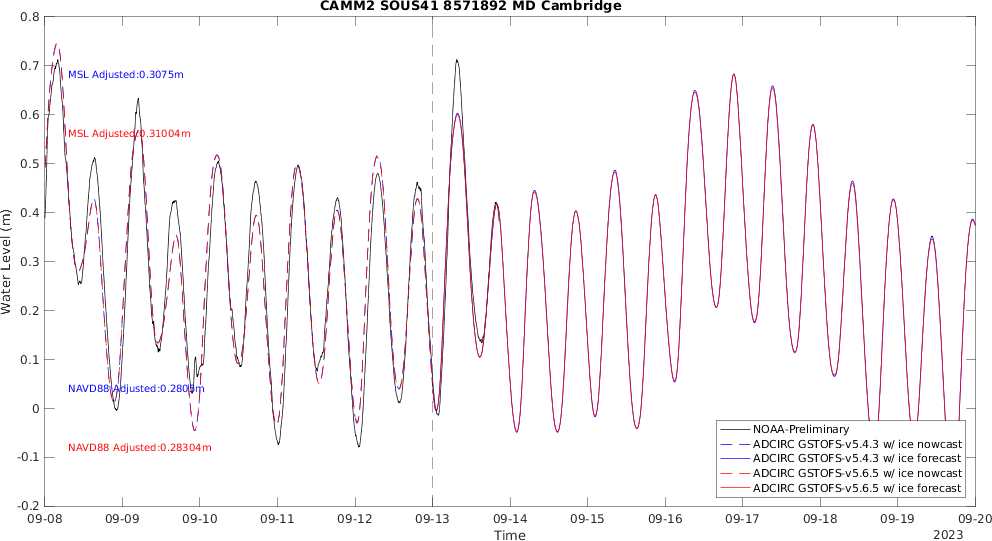 CAMM2 SOUS41 8571892 MD Cambridge
0.8
0.7
0.6
0.5
0.4
0.3
0.2
0.1
0
-0.1
-0.2
Water Level (m)
MSL Adjusted:0.3075m
MSL Adjusted:0.31004m
NAVD88 Adjusted:0.2805m
NAVD88 Adjusted:0.28304m
NOAA-Preliminary
ADCIRC GSTOFS-v5.4.3 w/ ice nowcast
ADCIRC GSTOFS-v5.4.3 w/ ice forecast
ADCIRC GSTOFS-v5.6.5 w/ ice nowcast
ADCIRC GSTOFS-v5.6.5 w/ ice forecast
09-08 09-09 09-10 09-11 09-12 09-13 09-14 09-15 09-16 09-17 09-18 09-19 09-20
Time
2023